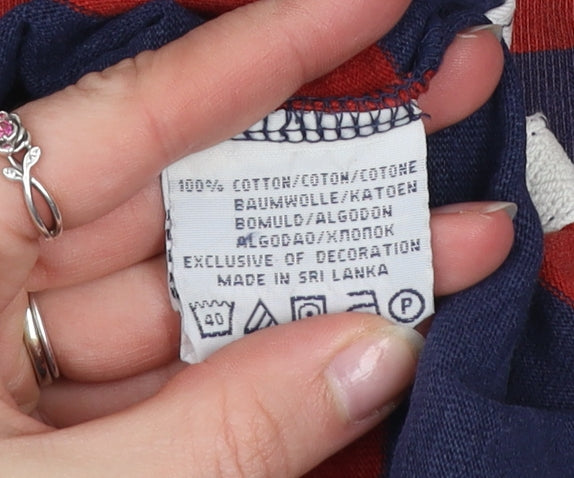 100% COTTON/COTON/COTONE
BAUMWOLLE/KATOEN
BOMULD/ALGODON
ALGODAO/ХЛОПОК
EXCLUSIVE OF DECORATION
MADE IN SRI LANKA
40 P